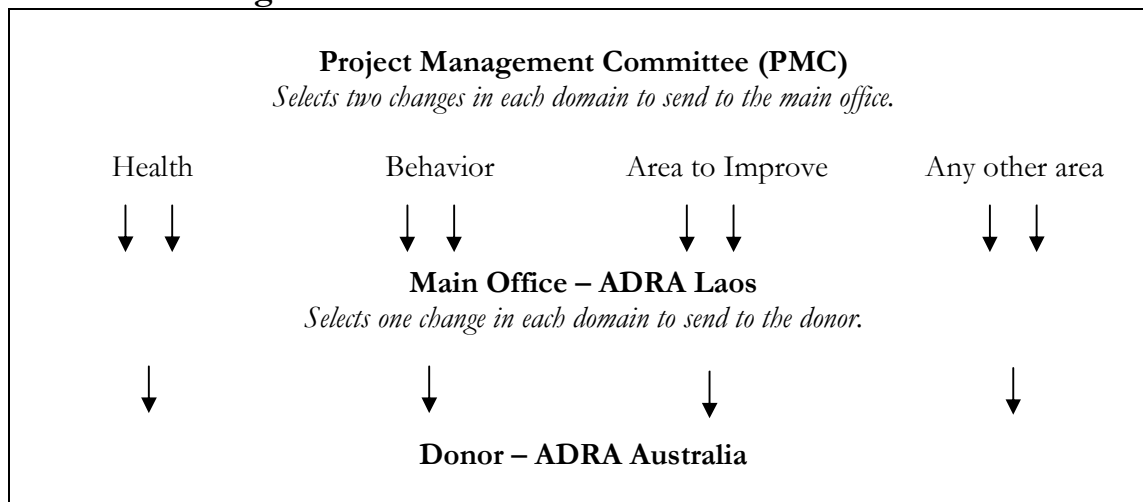 Project Management Committee (PMC)
Selects two changes in each domain to send to the main office.
Health Behavior Area to Improve Any other area
Main Office – ADRA Laos
Selects one change in each domain to send to the donor.
Donor – ADRA Australia